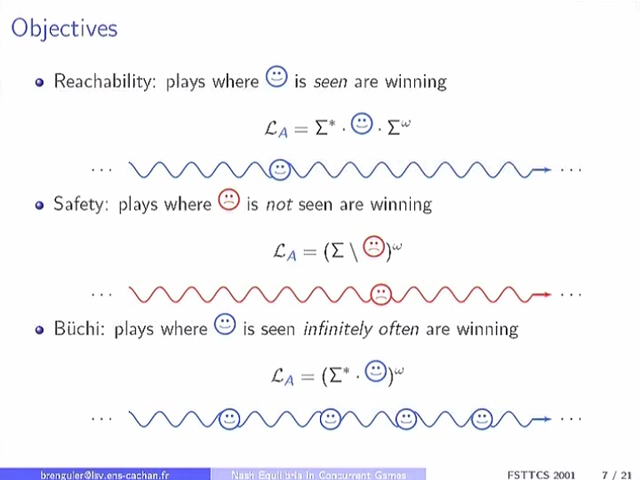 Objectives
Reachability: plays where 😊 is seen are winning
ℒ_A = Σ* · 😊 · Σ^ω
··· ···
Safety: plays where ☹ is not seen are winning
ℒ_A = (Σ \ ☹)^ω
··· ···
Büchi: plays where 😊 is seen infinitely often are winning
ℒ_A = (Σ* · 😊)^ω
··· ···
brenguier@lsv.ens-cachan.fr Nash Equilibria in Concurrent Games FSTTCS 2001 7 / 21